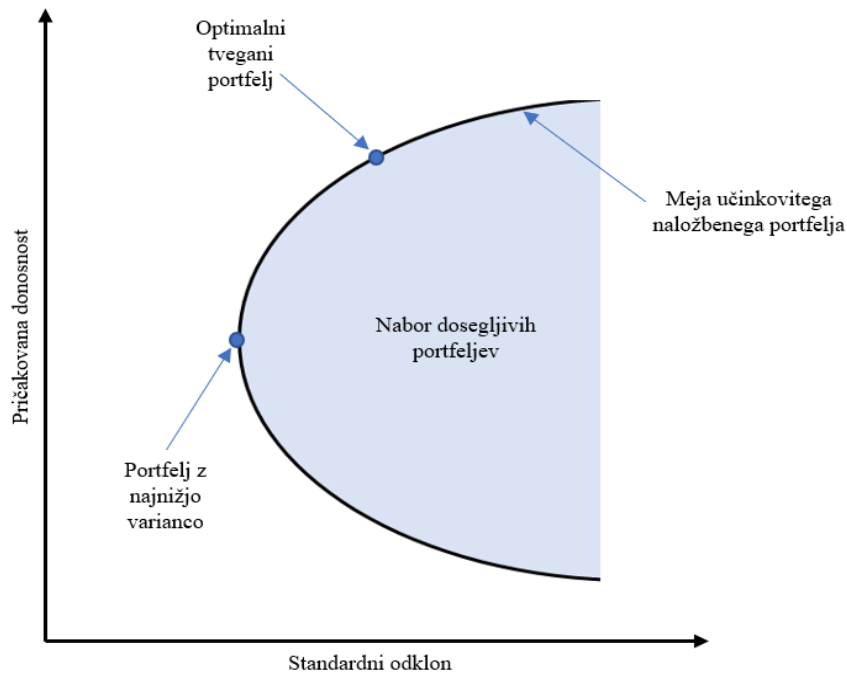 Optimalni
tvegani
portfelj
Meja učinkovitega
naložbenega portfelja
Nabor dosegljivih
portfeljev
Pričakovana donosnost
Portfelj z
najnižjo
varianco
Standardni odklon